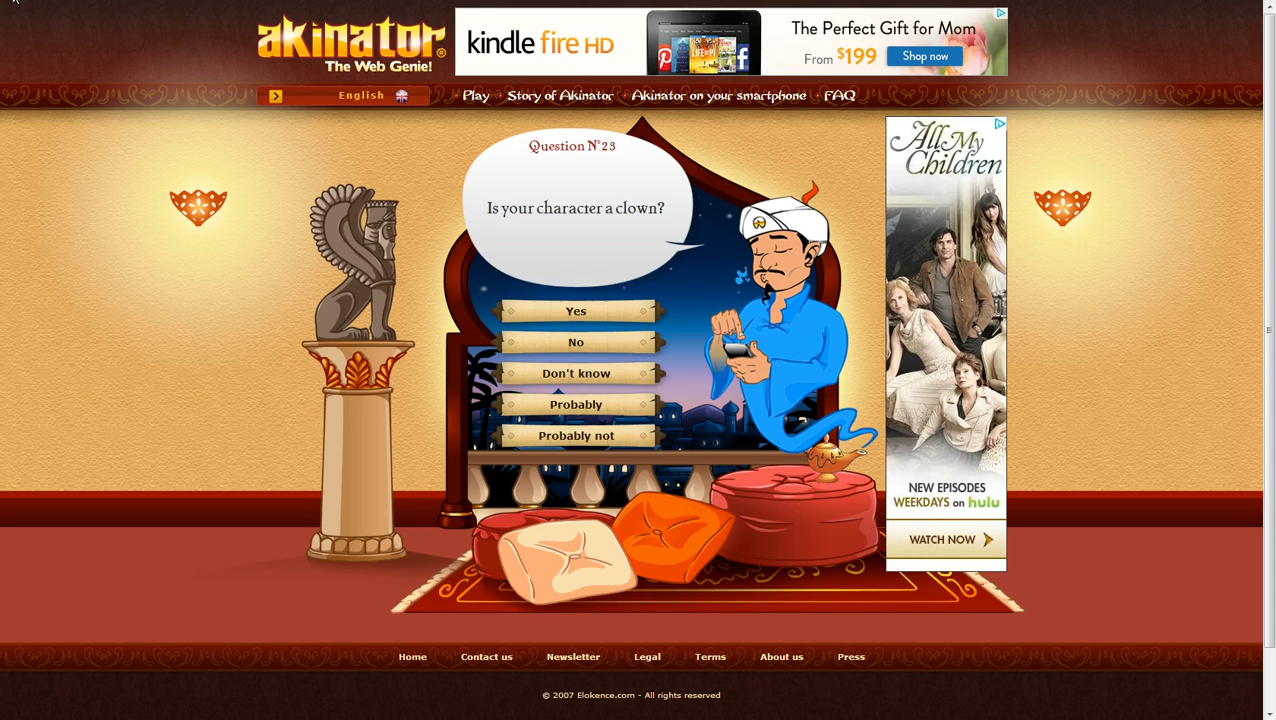 akinator®
The Web Genie!
kindle fire HD
The Perfect Gift for Mom
From $199 Shop now
English
· Play · Story of Akinator · Akinator on your smartphone · FAQ
Question N°23
Is your character a clown?
Yes
No
Don't know
Probably
Probably not
All My
Children
NEW EPISODES
WEEKDAYS on hulu
WATCH NOW
Home Contact us Newsletter Legal Terms About us Press
© 2007 Elokence.com - All rights reserved